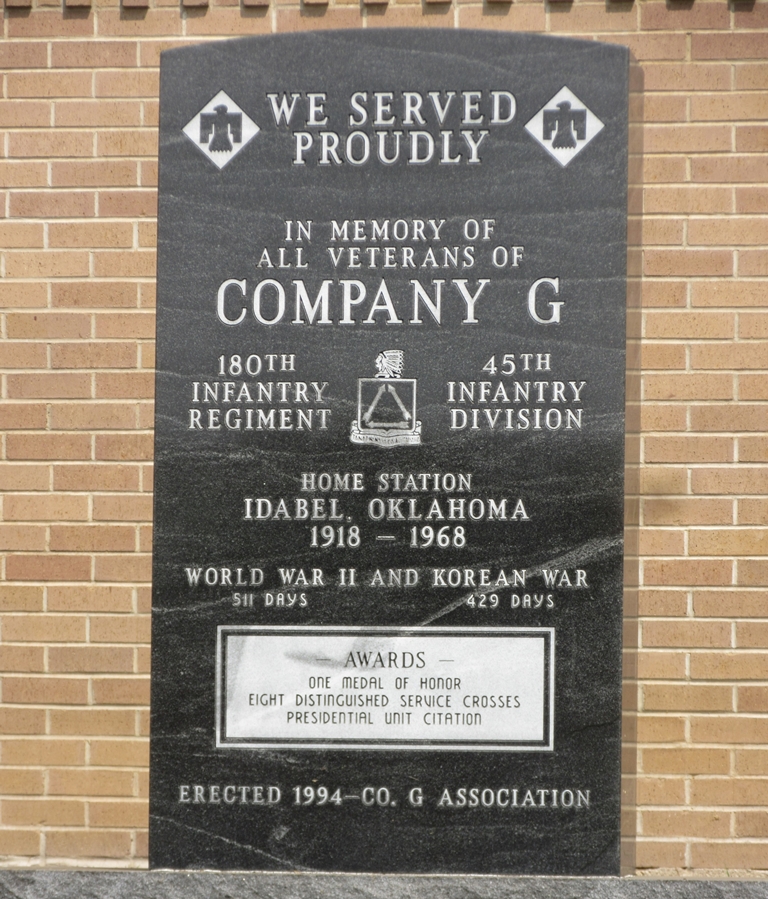 WE SERVED
PROUDLY
IN MEMORY OF
ALL VETERANS OF
COMPANY G
180TH
INFANTRY
REGIMENT
45TH
INFANTRY
DIVISION
HOME STATION
IDABEL, OKLAHOMA
1918 – 1968
WORLD WAR II AND KOREAN WAR
511 DAYS 429 DAYS
— AWARDS —
ONE MEDAL OF HONOR
EIGHT DISTINGUISHED SERVICE CROSSES
PRESIDENTIAL UNIT CITATION
ERECTED 1994–CO. G ASSOCIATION